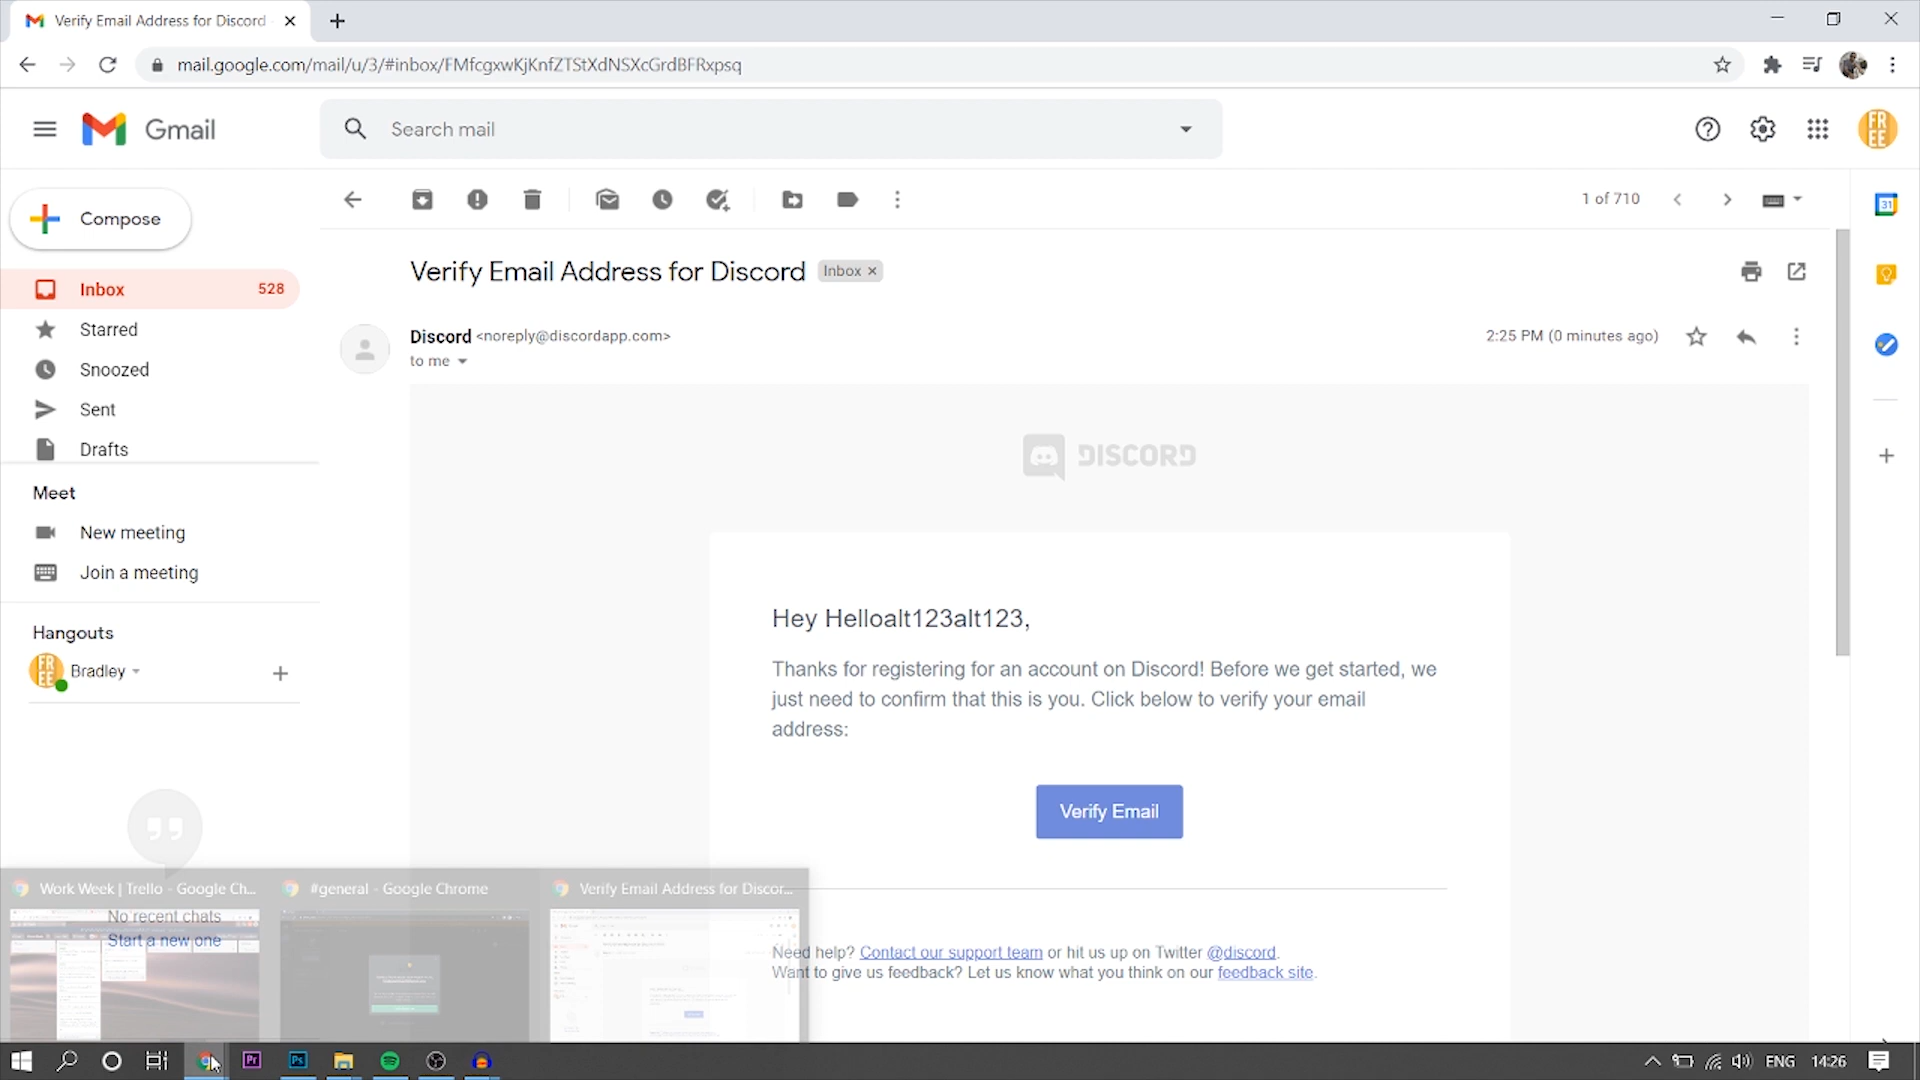 Verify Email Address for Discord
mail.google.com/mail/u/3/#inbox/FMfcgxwKjKnfZTStXdNSXcGrdBFRxpsq
Gmail
Search mail
FR
EE
Compose
1 of 710
31
Verify Email Address for Discord
Inbox ×
Inbox 528
Starred
Snoozed
Sent
Drafts
Discord <noreply@discordapp.com>
2:25 PM (0 minutes ago)
to me
DISCORD
Meet
New meeting
Join a meeting
Hangouts
FR
EE
Bradley
Hey Helloalt123alt123,
Thanks for registering for an account on Discord! Before we get started, we
just need to confirm that this is you. Click below to verify your email
address:
Verify Email
Work Week | Trello - Google Ch...
#general - Google Chrome
Verify Email Address for Discor...
No recent chats
Start a new one
Need help? Contact our support team or hit us up on Twitter @discord.
Want to give us feedback? Let us know what you think on our feedback site.
Pr
Ps
ENG
14:26